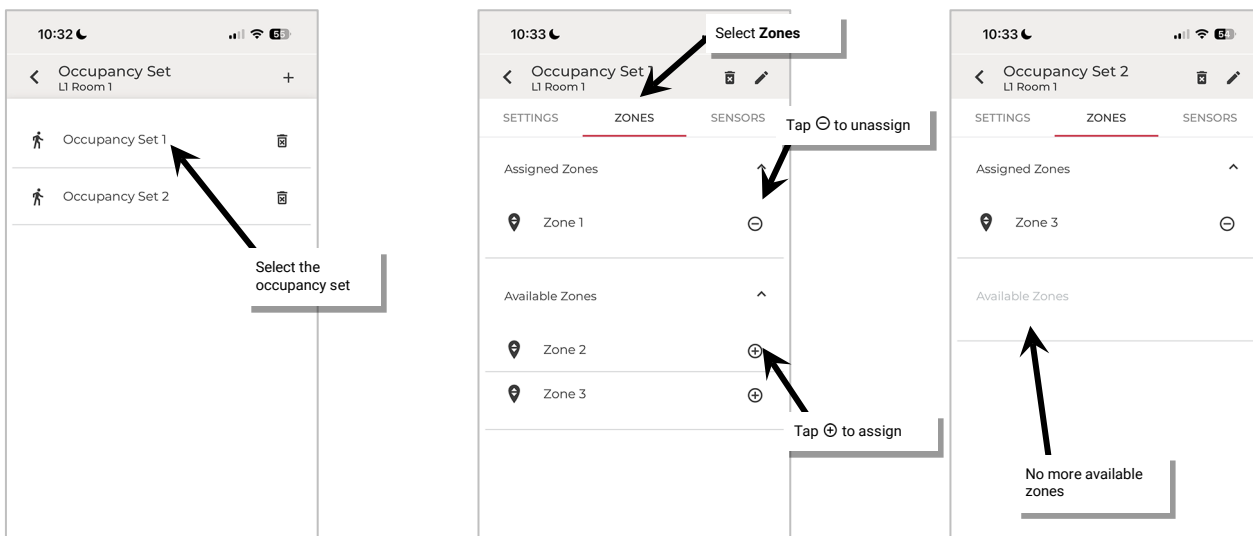 10:32
55
Occupancy Set
L1 Room 1
+
Occupancy Set 1
Occupancy Set 2
Select the
occupancy set
10:33
Select Zones
Occupancy Set 1
L1 Room 1
SETTINGS ZONES SENSORS
Tap ⊖ to unassign
Assigned Zones
Zone 1
Available Zones
Zone 2
Zone 3
Tap ⊕ to assign
10:33
Occupancy Set 2
L1 Room 1
SETTINGS ZONES SENSORS
Assigned Zones
Zone 3
Available Zones
No more available
zones